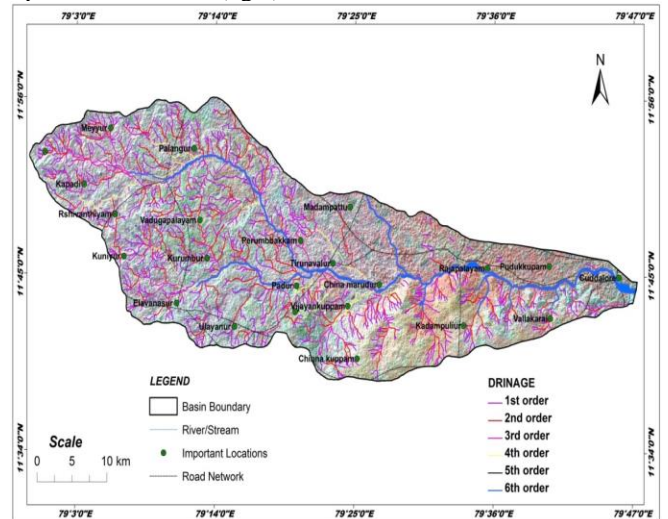 79°3'0"E 79°14'0"E 79°25'0"E 79°36'0"E 79°47'0"E
N
11°56'0"N 11°56'0"N
Meyyur
Palangur
Kapadi
Madampattu
Rshivanthiyam
Vadugapalayam
Perumbbakkam
Kuniyur
Kurumbur
Tirunavalur
Rajapalayam
Pudukkupam
Cuddalore
11°45'0"N 11°45'0"N
Padur
China marudur
Elavanasur
Vijayankuppam
Ulayanur
Kadampuliur
Vallakarai
Chinna kuppam
LEGEND
Basin Boundary
River/Stream
Important Locations
Road Network
Scale
0 5 10 km
DRINAGE
1st order
2nd order
3rd order
4th order
5th order
6th order
11°34'0"N 11°34'0"N
79°3'0"E 79°14'0"E 79°25'0"E 79°36'0"E 79°47'0"E